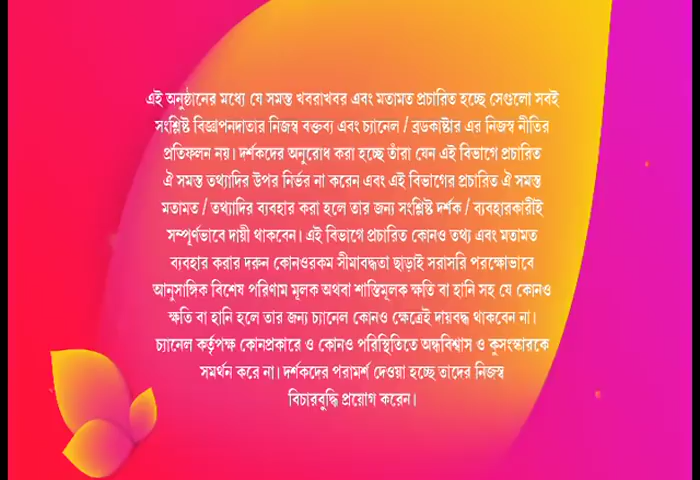 এই অনুষ্ঠানের মধ্যে যে সমস্ত খবরাখবর এবং মতামত প্রচারিত হচ্ছে সেগুলো সবই
সংশ্লিষ্ট বিজ্ঞাপনদাতার নিজস্ব বক্তব্য এবং চ্যানেল / ব্রডকাষ্টার এর নিজস্ব নীতির
প্রতিফলন নয়। দর্শকদের অনুরোধ করা হচ্ছে তাঁরা যেন এই বিভাগে প্রচারিত
ঐ সমস্ত তথ্যাদির উপর নির্ভর না করেন এবং এই বিভাগের প্রচারিত ঐ সমস্ত
মতামত / তথ্যাদির ব্যবহার করা হলে তার জন্য সংশ্লিষ্ট দর্শক / ব্যবহারকারীই
সম্পূর্ণভাবে দায়ী থাকবেন। এই বিভাগে প্রচারিত কোনও তথ্য এবং মতামত
ব্যবহার করার দরুন কোনওরকম সীমাবদ্ধতা ছাড়াই সরাসরি পরক্ষোভাবে
আনুসাঙ্গিক বিশেষ পরিণাম মূলক অথবা শাস্তিমূলক ক্ষতি বা হানি সহ যে কোনও
ক্ষতি বা হানি হলে তার জন্য চ্যানেল কোনও ক্ষেত্রেই দায়বদ্ধ থাকবেন না।
চ্যানেল কর্তৃপক্ষ কোনপ্রকারে ও কোনও পরিস্থিতিতে অন্ধবিশ্বাস ও কুসংস্কারকে
সমর্থন করে না। দর্শকদের পরামর্শ দেওয়া হচ্ছে তাদের নিজস্ব
বিচারবুদ্ধি প্রয়োগ করেন।